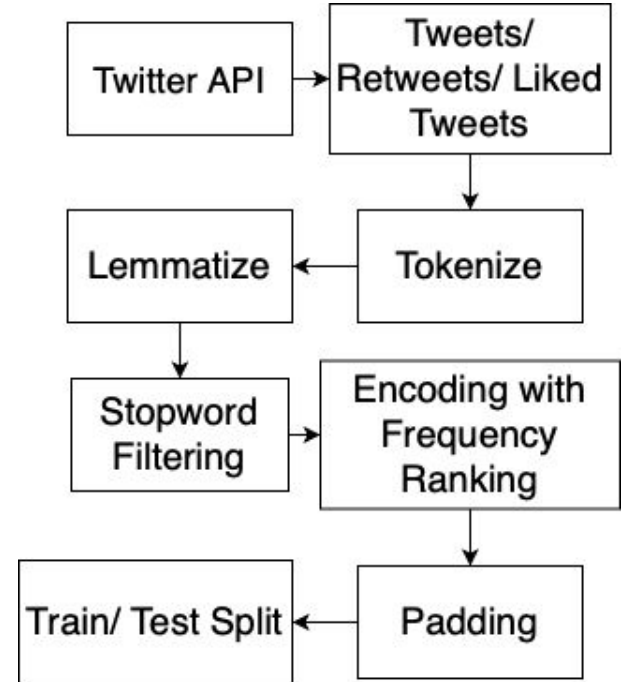 Twitter API
Tweets/
Retweets/ Liked
Tweets
Tokenize
Lemmatize
Stopword
Filtering
Encoding with
Frequency
Ranking
Padding
Train/ Test Split